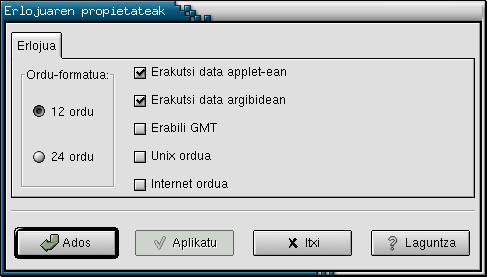 Erlojuaren propietateak
Erlojua
Ordu-formatua:
12 ordu
24 ordu
Erakutsi data applet-ean
Erakutsi data argibidean
Erabili GMT
Unix ordua
Internet ordua
Ados
Aplikatu
Itxi
Laguntza